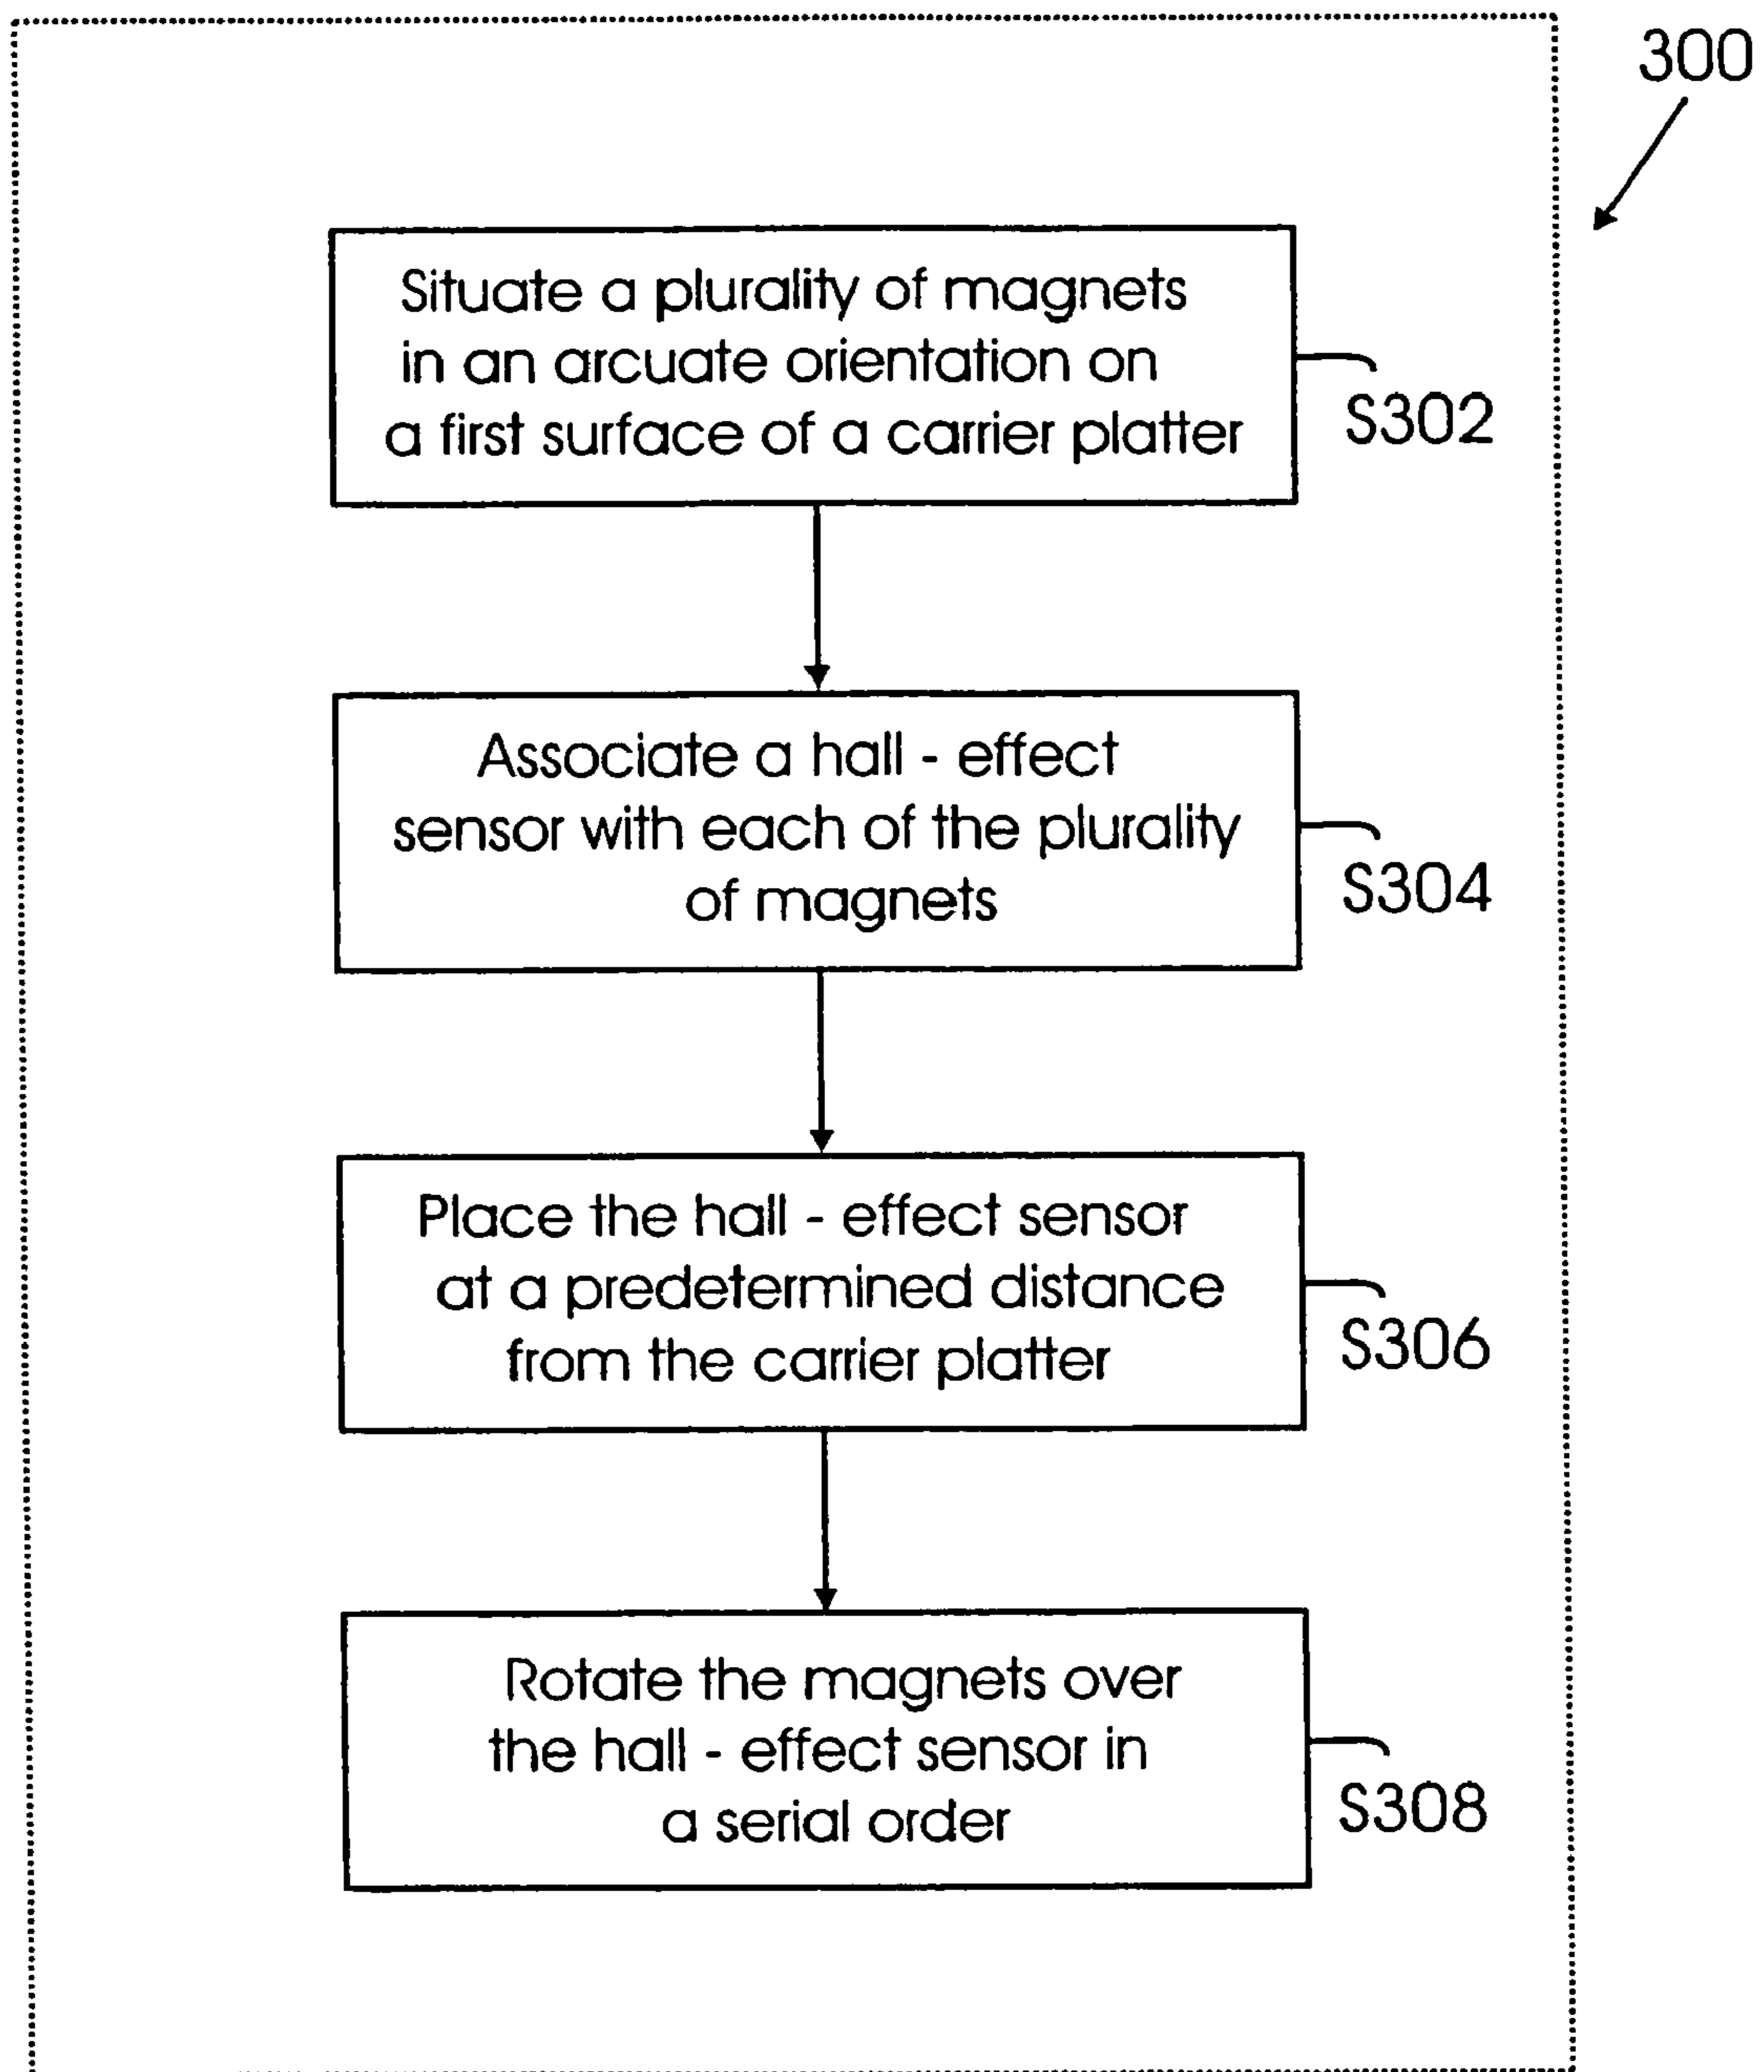 300
Situate a plurality of magnets
in an arcuate orientation on
a first surface of a carrier platter
S302
Associate a hall - effect
sensor with each of the plurality
of magnets
S304
Place the hall - effect sensor
at a predetermined distance
from the carrier platter
S306
Rotate the magnets over
the hall - effect sensor in
a serial order
S308